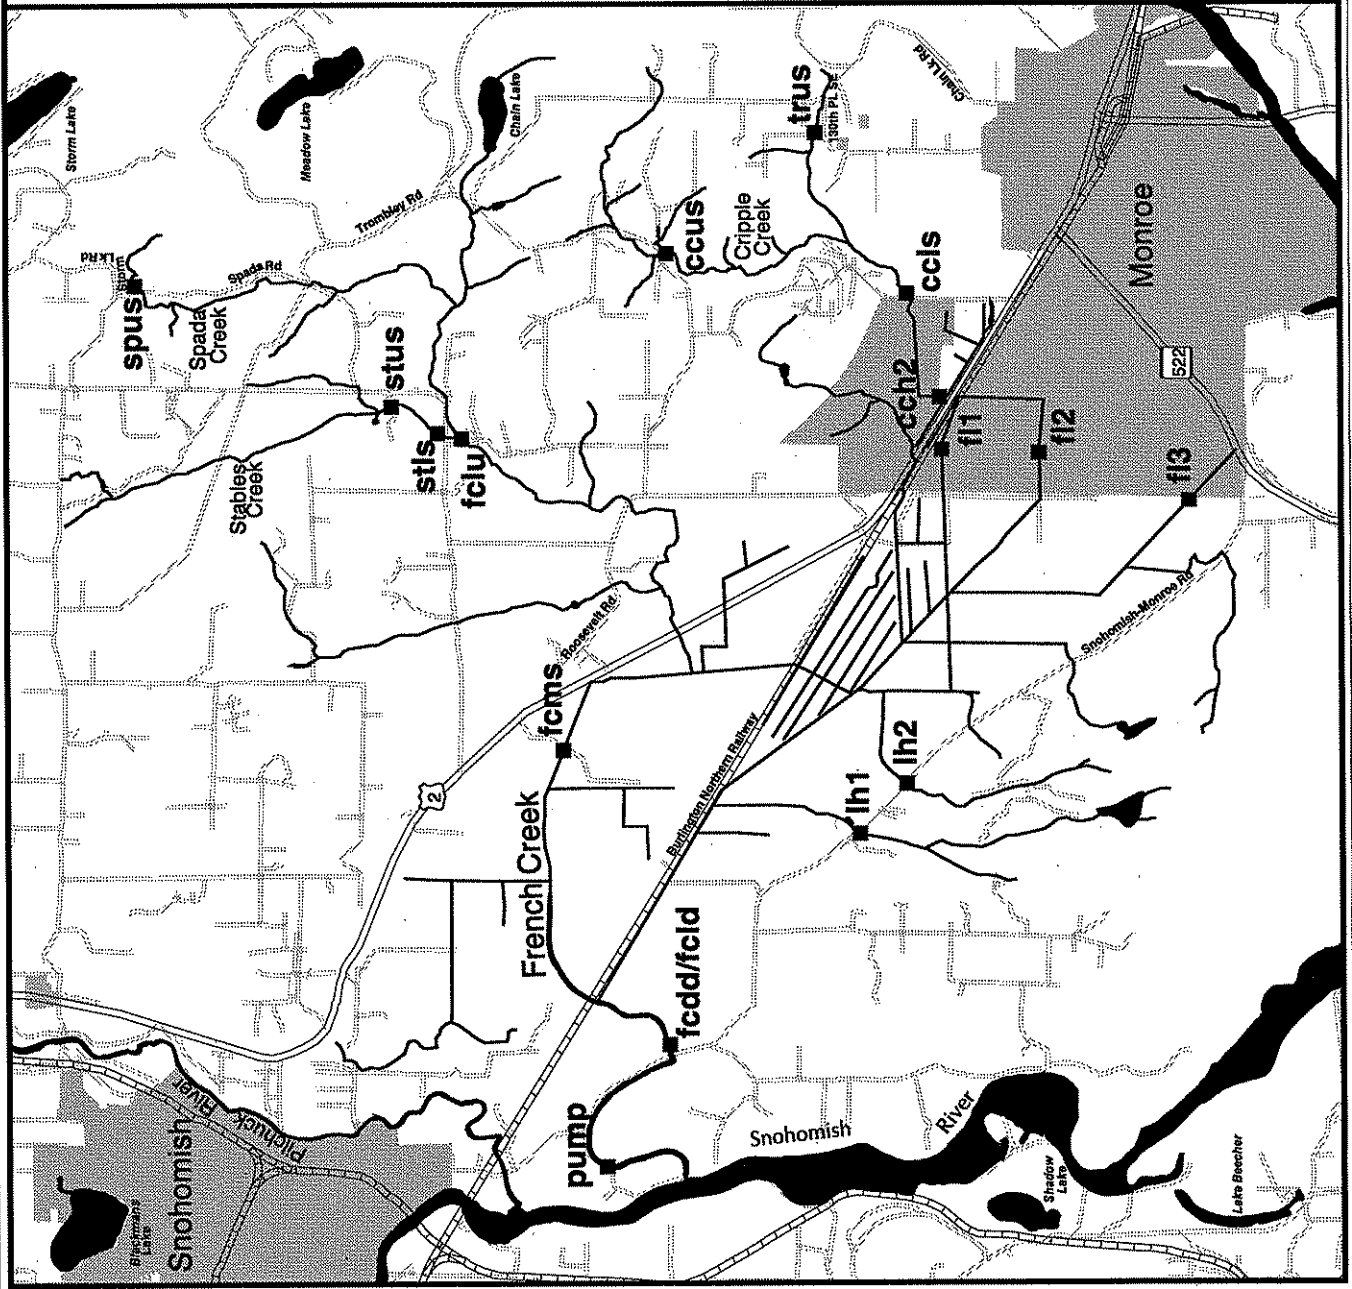 Storm Lake
Meadow Lake
Chain Lake
Chain Lk Rd
trus
130th PL SE
Trombley Rd
Storm
Lk Rd
Spada Rd
spus
Spada
Creek
ccus
Cripple
Creek
ccls
Monroe
stus
stls
fclu
Stables
Creek
cch2
fl1
fl2
fl3
522
Roosevelt Rd
fcms
Snohomish-Monroe Rd
2
Burlington Northern Railway
lh2
lh1
French Creek
fcdd/fcld
pump
Snohomish
River
Pilchuck
River
Snohomish
Blackmans
Lake
Shadow
Lake
Lake Beecher